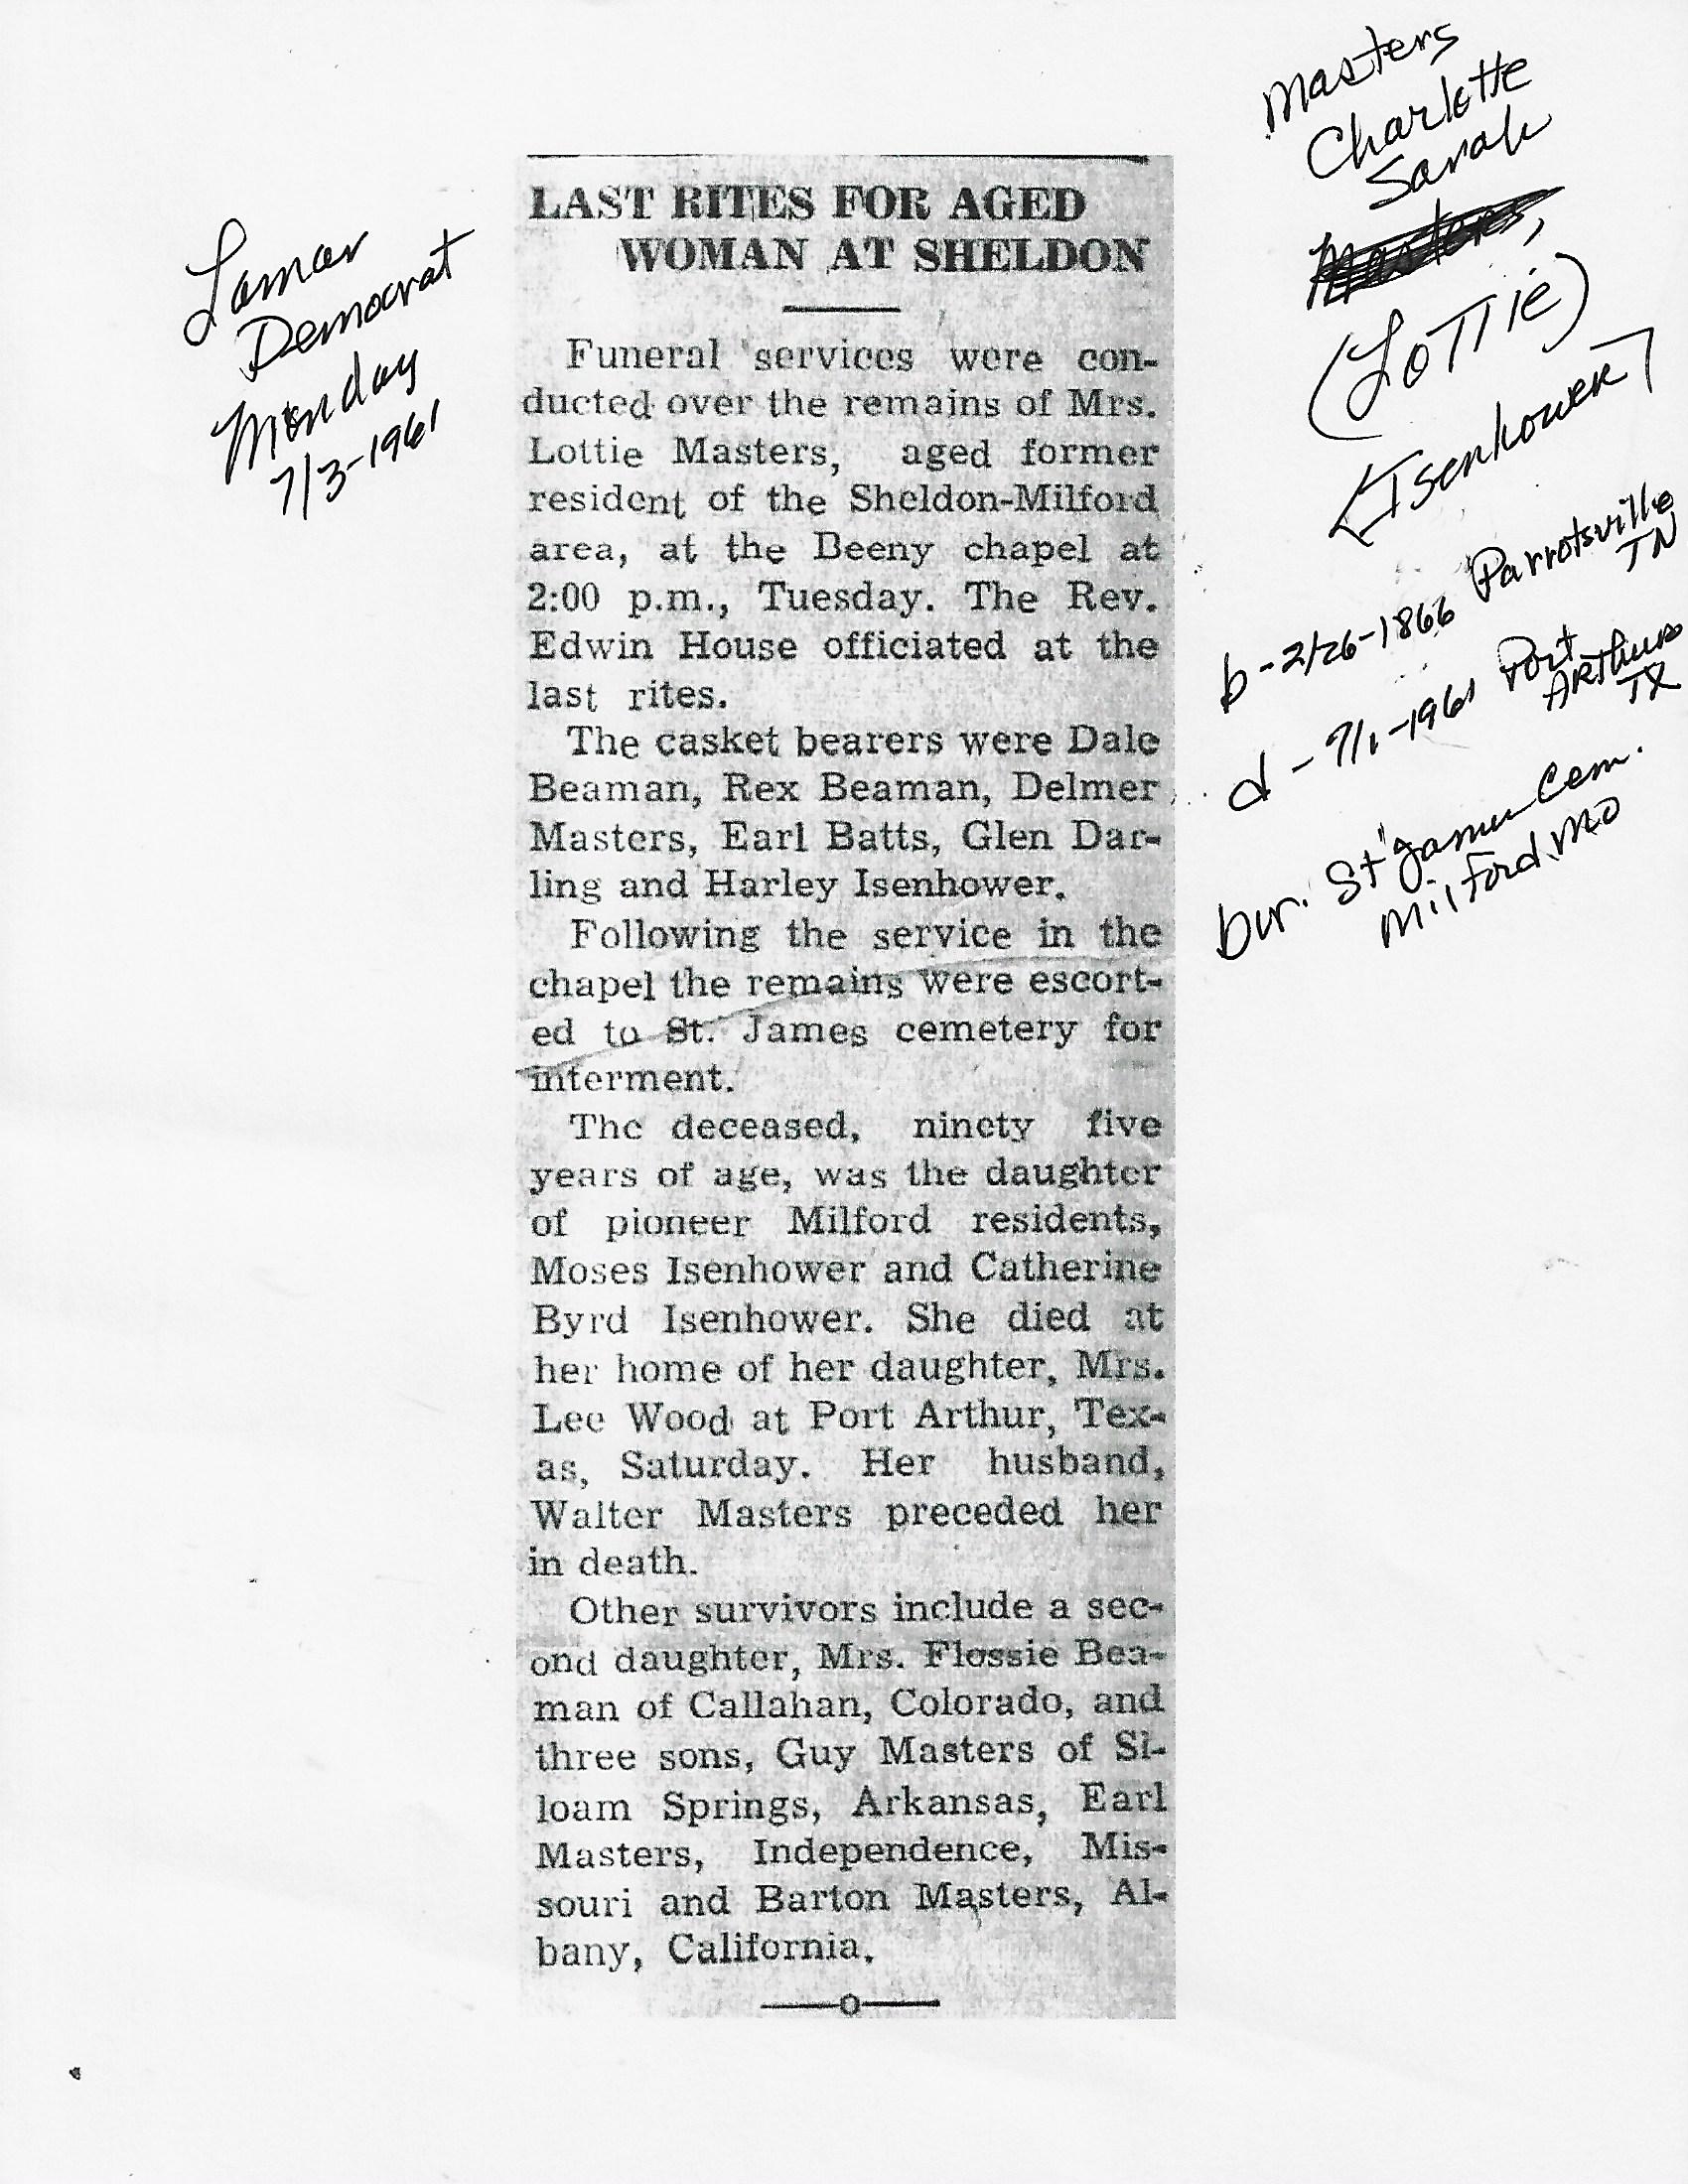 Lamar
Democrat
Monday
7/3-1961
LAST RITES FOR AGED
WOMAN AT SHELDON
Funeral services were con-
ducted over the remains of Mrs.
Lottie Masters, aged former
resident of the Sheldon-Milford
area, at the Beeny chapel at
2:00 p.m., Tuesday. The Rev.
Edwin House officiated at the
last rites.
The casket bearers were Dale
Beaman, Rex Beaman, Delmer
Masters, Earl Batts, Glen Dar-
ling and Harley Isenhower.
Following the service in the
chapel the remains were escort-
ed to St. James cemetery for
interment.
The deceased, ninety five
years of age, was the daughter
of pioneer Milford residents,
Moses Isenhower and Catherine
Byrd Isenhower. She died at
her home of her daughter, Mrs.
Lee Wood at Port Arthur, Tex-
as, Saturday. Her husband,
Walter Masters preceded her
in death.
Other survivors include a sec-
ond daughter, Mrs. Flossie Bea-
man of Callahan, Colorado, and
three sons, Guy Masters of Si-
loam Springs, Arkansas, Earl
Masters, Independence, Mis-
souri and Barton Masters, Al-
bany, California.
Masters
Charlotte
Sarah
Masters,
(Lottie)
[Isenhower]
b-2/26-1866 Parrotsville
TN
d-7/1-1961 Port
Arthur
TX
bur. St James Cem.
Milford, MO